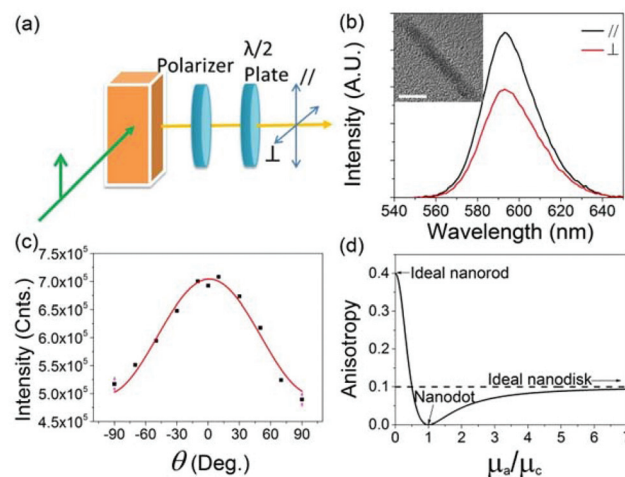 (a)
Polarizer
λ/2
Plate
//
⊥
(b)
//
⊥
Intensity (A.U.)
540 560 580 600 620 640
Wavelength (nm)
(c)
7.5x10⁵
7.0x10⁵
6.5x10⁵
6.0x10⁵
5.5x10⁵
5.0x10⁵
4.5x10⁵
Intensity (Cnts.)
-90 -60 -30 0 30 60 90
θ (Deg.)
(d)
0.4
0.3
0.2
0.1
0.0
Anisotropy
Ideal nanorod
Ideal nanodisk
Nanodot
0 1 2 3 4 5 6 7
μa/μc